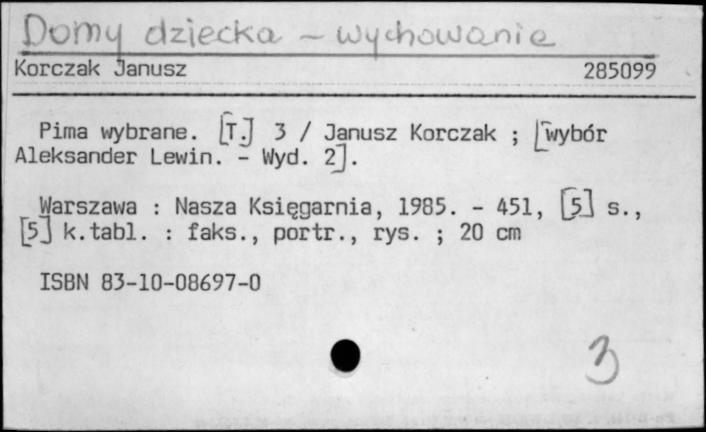 Domy dziecka - wychowanie
Korczak Janusz 285099
Pima wybrane. [T.] 3 / Janusz Korczak ; [wybór
Aleksander Lewin. - Wyd. 2].
Warszawa : Nasza Księgarnia, 1985. - 451, [5] s.,
[5] k.tabl. : faks., portr., rys. ; 20 cm
ISBN 83-10-08697-0
3